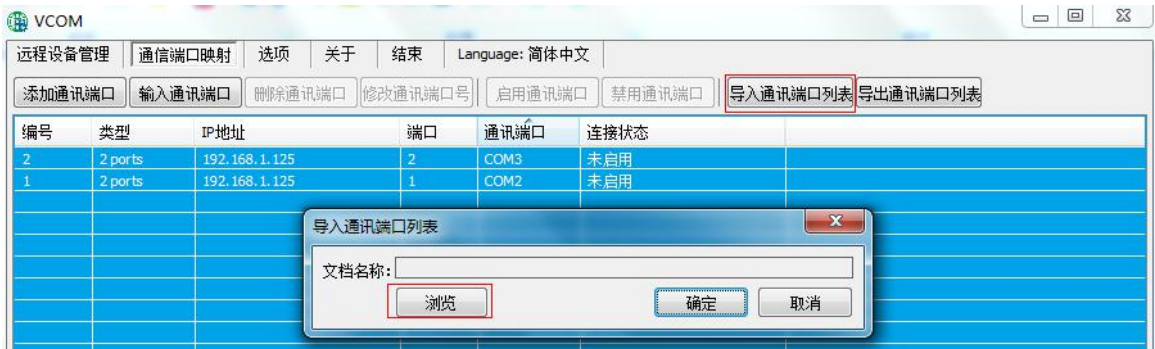 VCOM
远程设备管理 通信端口映射 选项 关于 结束 Language: 简体中文
添加通讯端口 输入通讯端口 删除通讯端口 修改通讯端口号 启用通讯端口 禁用通讯端口 导入通讯端口列表 导出通讯端口列表
编号 类型 IP地址 端口 通讯端口 连接状态
2 2 ports 192.168.1.125 2 COM3 未启用
1 2 ports 192.168.1.125 1 COM2 未启用
导入通讯端口列表
文档名称:
浏览 确定 取消